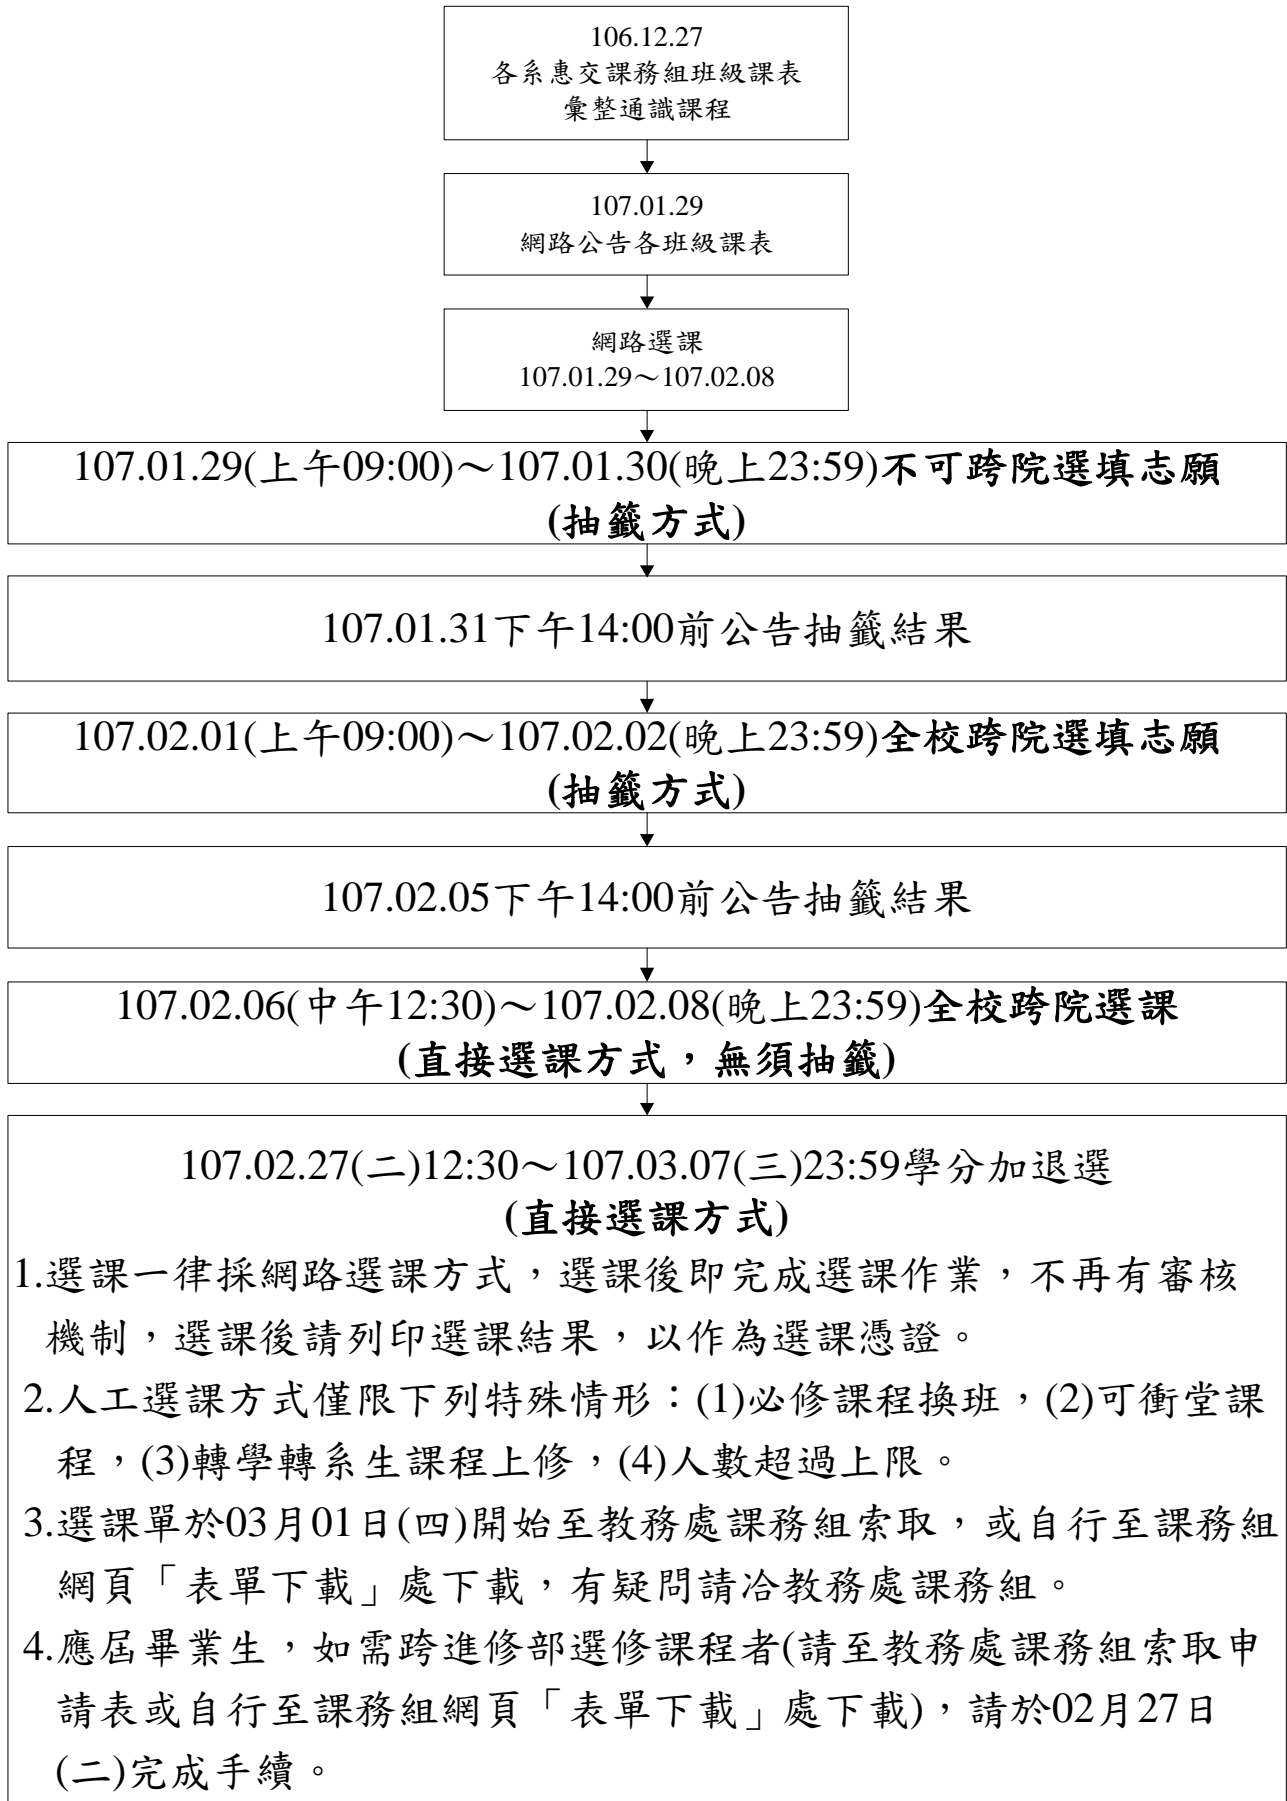 106.12.27
各系惠交課務組班級課表
彙整通識課程
107.01.29
網路公告各班級課表
網路選課
107.01.29～107.02.08
107.01.29(上午09:00)～107.01.30(晚上23:59)不可跨院選填志願
(抽籤方式)
107.01.31下午14:00前公告抽籤結果
107.02.01(上午09:00)～107.02.02(晚上23:59)全校跨院選填志願
(抽籤方式)
107.02.05下午14:00前公告抽籤結果
107.02.06(中午12:30)～107.02.08(晚上23:59)全校跨院選課
(直接選課方式，無須抽籤)
107.02.27(二)12:30～107.03.07(三)23:59學分加退選
(直接選課方式)
1.選課一律採網路選課方式，選課後即完成選課作業，不再有審核
機制，選課後請列印選課結果，以作為選課憑證。
2.人工選課方式僅限下列特殊情形：(1)必修課程換班，(2)可衝堂課
程，(3)轉學轉系生課程上修，(4)人數超過上限。
3.選課單於03月01日(四)開始至教務處課務組索取，或自行至課務組
網頁「表單下載」處下載，有疑問請冾教務處課務組。
4.應屆畢業生，如需跨進修部選修課程者(請至教務處課務組索取申
請表或自行至課務組網頁「表單下載」處下載)，請於02月27日
(二)完成手續。